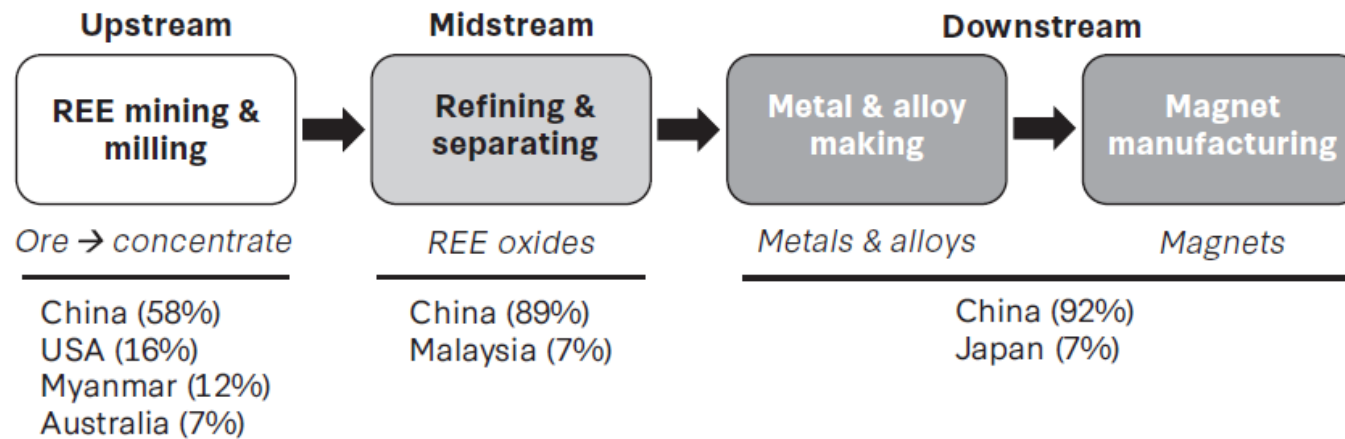 Upstream
Midstream
Downstream
REE mining &
milling
Refining &
separating
Metal & alloy
making
Magnet
manufacturing
Ore → concentrate
REE oxides
Metals & alloys
Magnets
China (58%)
USA (16%)
Myanmar (12%)
Australia (7%)
China (89%)
Malaysia (7%)
China (92%)
Japan (7%)